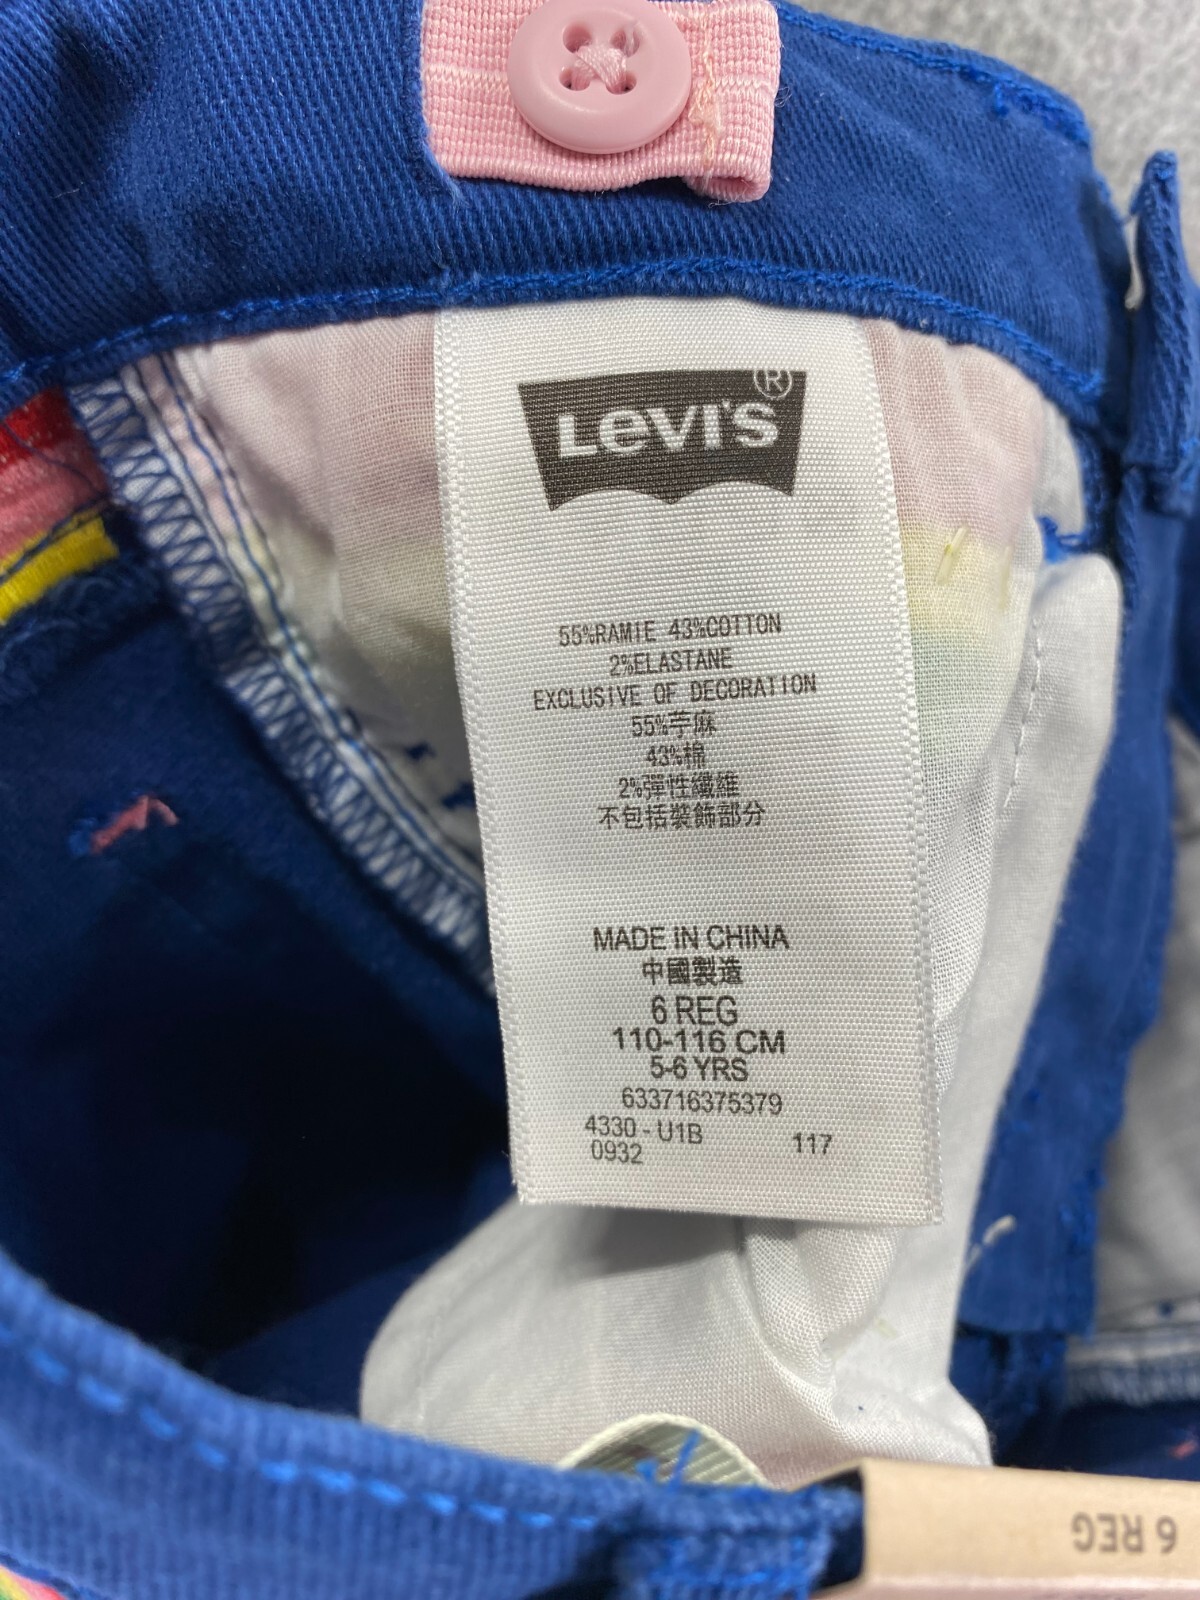 LEVI'S®
55%RAMIE 43%COTTON
2%ELASTANE
EXCLUSIVE OF DECORATION
55%苧麻
43%棉
2%彈性纖維
不包括裝飾部分
MADE IN CHINA
中國製造
6 REG
110-116 CM
5-6 YRS
633716375379
4330 - U1B 117
0932
6 REG